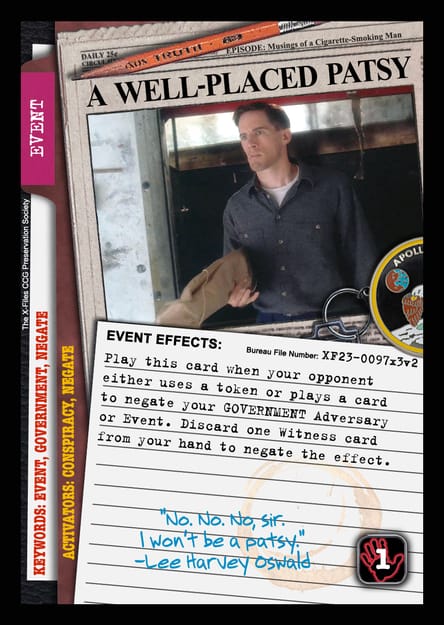 DAILY 25¢
TRUTH
EPISODE: Musings of a Cigarette-Smoking Man
A WELL-PLACED PATSY
EVENT
APOLL
The X-Files CCG Preservation Society
KEYWORDS: EVENT, GOVERNMENT, NEGATE
ACTIVATORS: CONSPIRACY, NEGATE
EVENT EFFECTS:
Bureau File Number: XF23-0097x3v2
Play this card when your opponent
either uses a token or plays a card
to negate your GOVERNMENT Adversary
or Event. Discard one Witness card
from your hand to negate the effect.
"No. No. No, sir.
I won't be a patsy."
-Lee Harvey Oswald
1